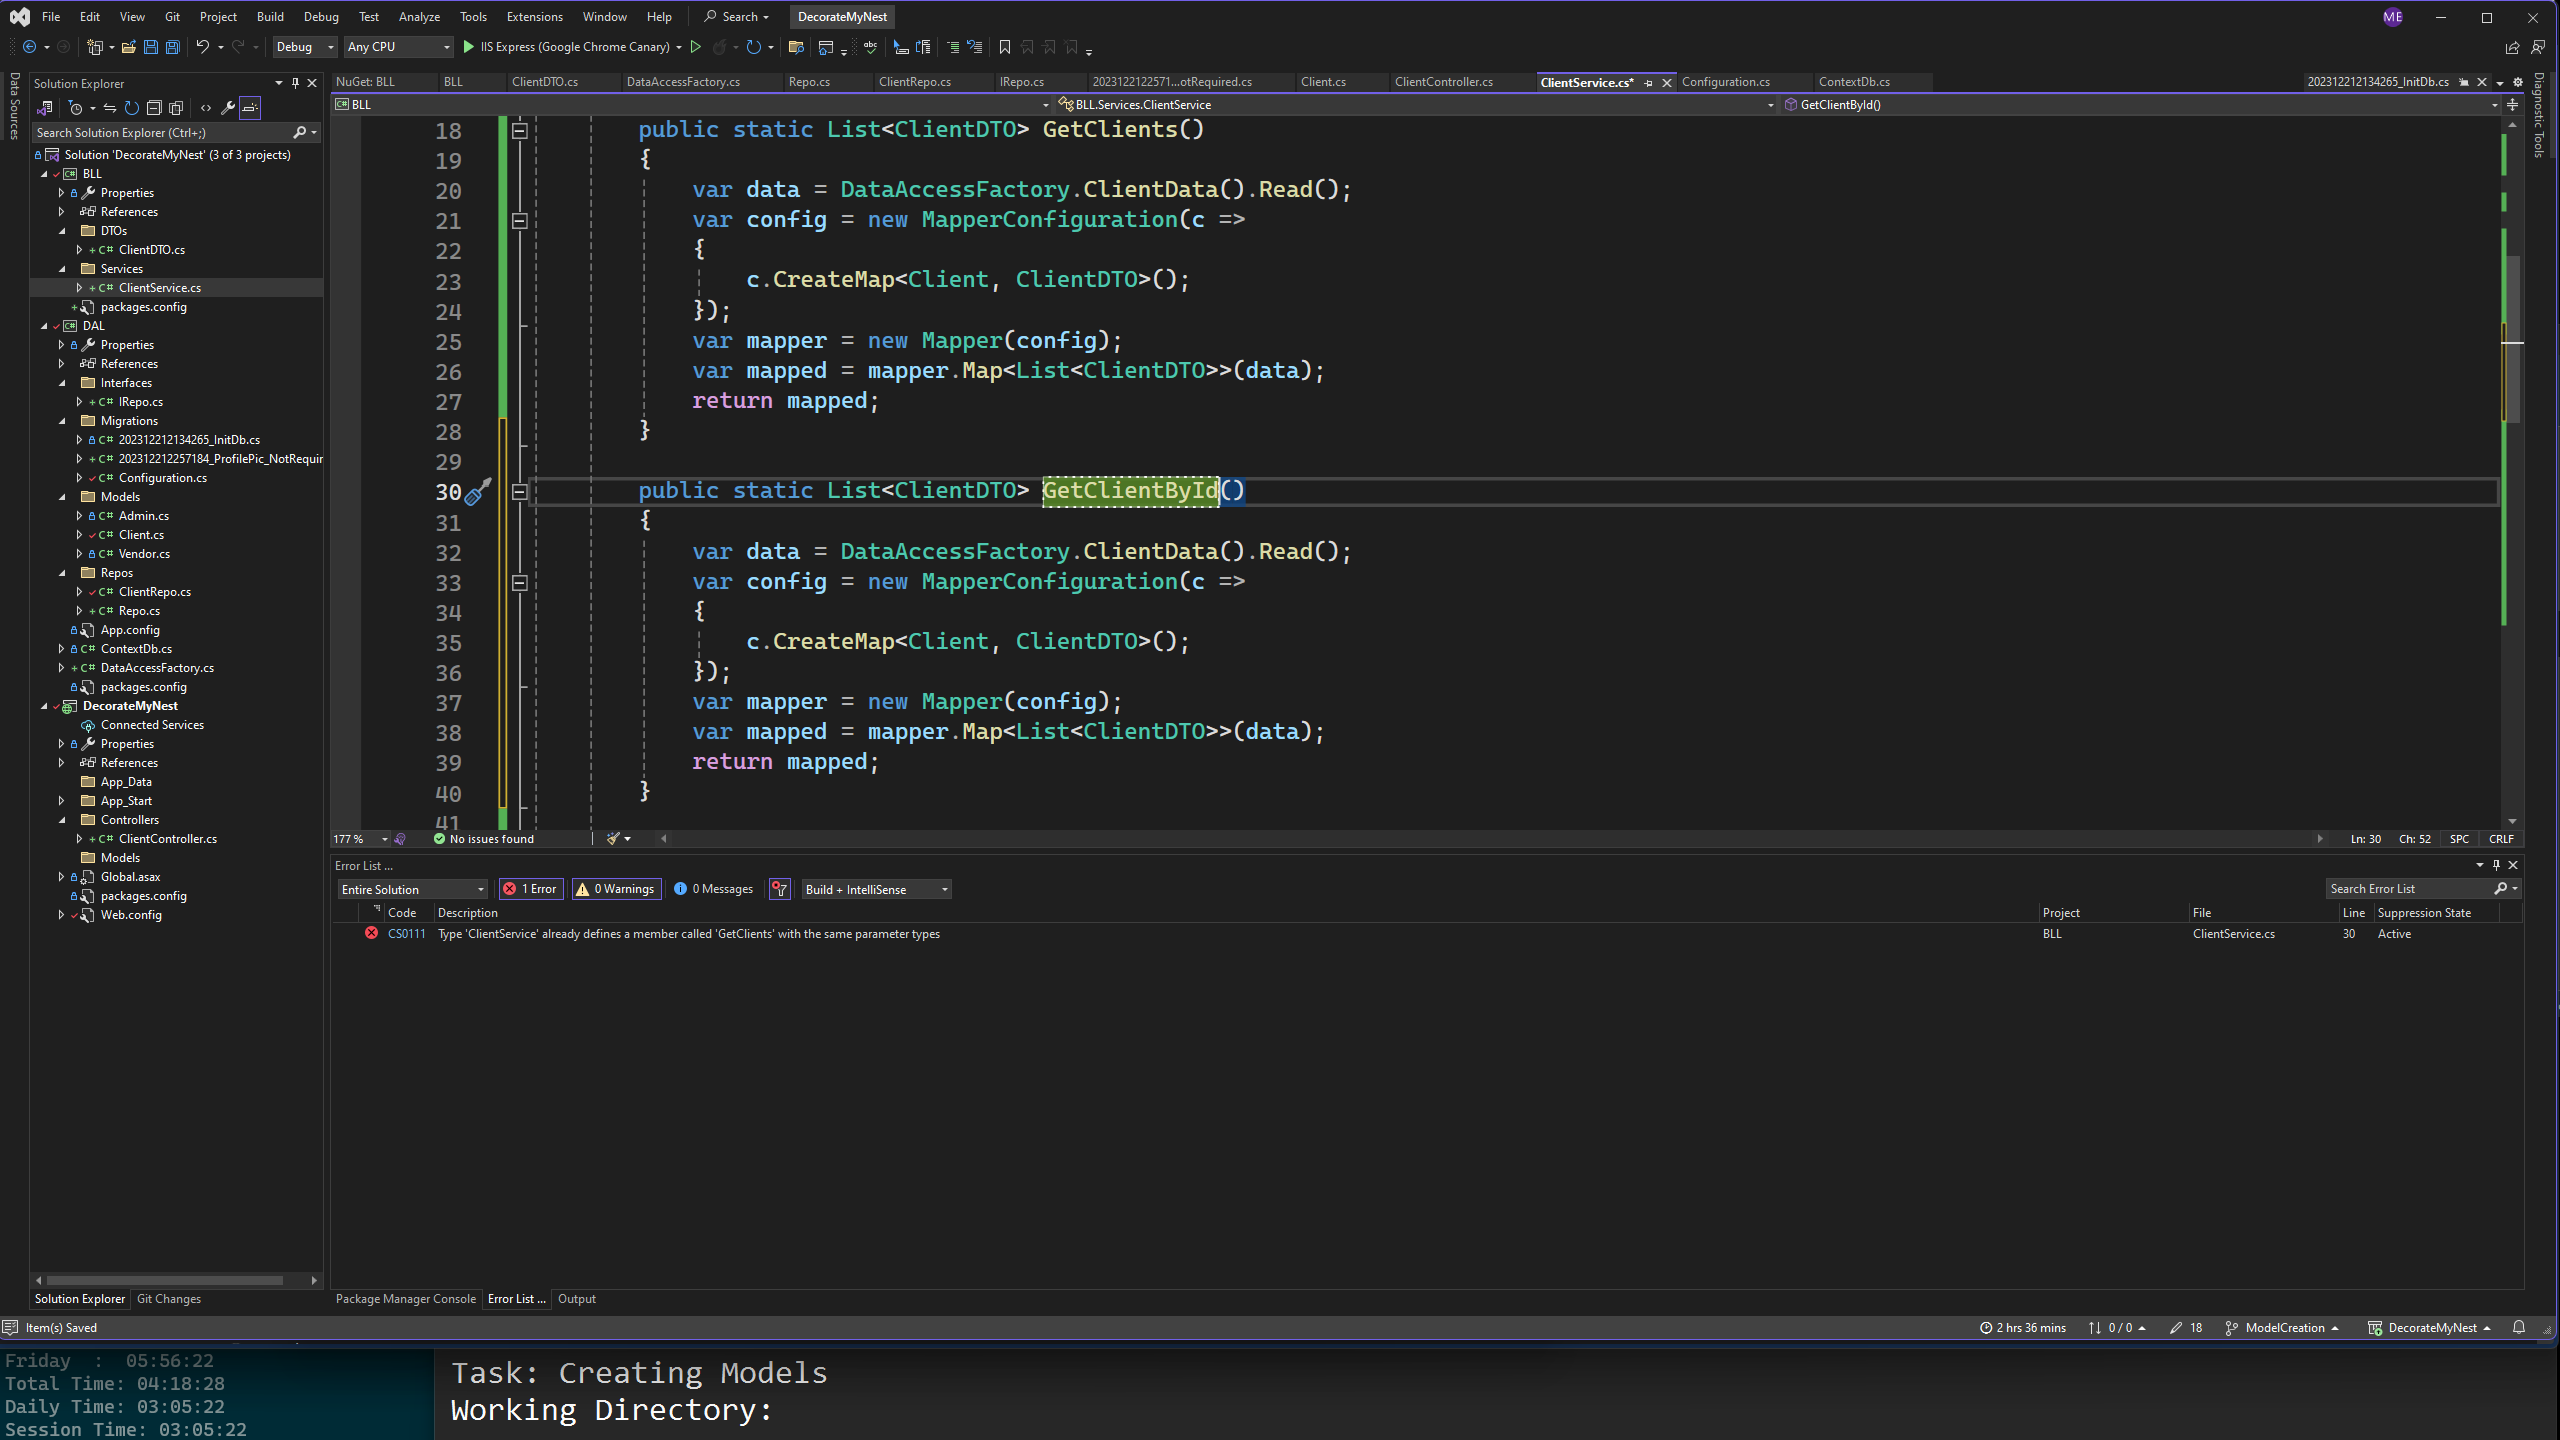 File Edit View Git Project Build Debug Test Analyze Tools Extensions Window Help Search DecorateMyNest ME
Debug Any CPU IIS Express (Google Chrome Canary)
Data Sources
Solution Explorer
Search Solution Explorer (Ctrl+;)
Solution 'DecorateMyNest' (3 of 3 projects)
BLL
Properties
References
DTOs
C# ClientDTO.cs
Services
C# ClientService.cs
packages.config
DAL
Properties
References
Interfaces
C# IRepo.cs
Migrations
C# 202312212134265_InitDb.cs
C# 202312212257184_ProfilePic_NotRequir
C# Configuration.cs
Models
C# Admin.cs
C# Client.cs
C# Vendor.cs
Repos
C# ClientRepo.cs
C# Repo.cs
App.config
C# ContextDb.cs
C# DataAccessFactory.cs
packages.config
DecorateMyNest
Connected Services
Properties
References
App_Data
App_Start
Controllers
C# ClientController.cs
Models
Global.asax
packages.config
Web.config
Solution Explorer Git Changes
NuGet: BLL BLL ClientDTO.cs DataAccessFactory.cs Repo.cs ClientRepo.cs IRepo.cs 2023122122571...otRequired.cs Client.cs ClientController.cs ClientService.cs* Configuration.cs ContextDb.cs 202312212134265_InitDb.cs
BLL BLL.Services.ClientService GetClientById()
18 public static List<ClientDTO> GetClients()
19 {
20 var data = DataAccessFactory.ClientData().Read();
21 var config = new MapperConfiguration(c =>
22 {
23 c.CreateMap<Client, ClientDTO>();
24 });
25 var mapper = new Mapper(config);
26 var mapped = mapper.Map<List<ClientDTO>>(data);
27 return mapped;
28 }
29
30 public static List<ClientDTO> GetClientById()
31 {
32 var data = DataAccessFactory.ClientData().Read();
33 var config = new MapperConfiguration(c =>
34 {
35 c.CreateMap<Client, ClientDTO>();
36 });
37 var mapper = new Mapper(config);
38 var mapped = mapper.Map<List<ClientDTO>>(data);
39 return mapped;
40 }
41
177 % No issues found Ln: 30 Ch: 52 SPC CRLF
Diagnostic Tools
Error List ...
Entire Solution 1 Error 0 Warnings 0 Messages Build + IntelliSense Search Error List
Code Description Project File Line Suppression State
CS0111 Type 'ClientService' already defines a member called 'GetClients' with the same parameter types BLL ClientService.cs 30 Active
Package Manager Console Error List ... Output
Item(s) Saved 2 hrs 36 mins 0 / 0 18 ModelCreation DecorateMyNest
Friday : 05:56:22
Total Time: 04:18:28
Daily Time: 03:05:22
Session Time: 03:05:22
Task: Creating Models
Working Directory: